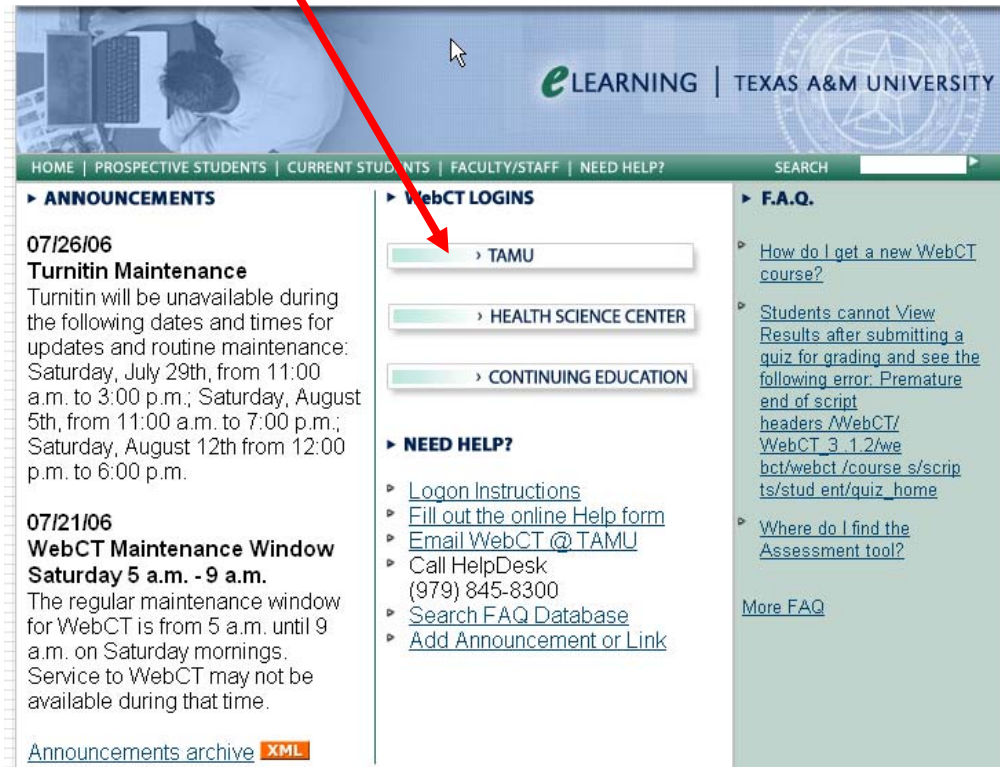 eLEARNING | TEXAS A&M UNIVERSITY
HOME | PROSPECTIVE STUDENTS | CURRENT STUDENTS | FACULTY/STAFF | NEED HELP?
SEARCH
ANNOUNCEMENTS
07/26/06
Turnitin Maintenance
Turnitin will be unavailable during
the following dates and times for
updates and routine maintenance:
Saturday, July 29th, from 11:00
a.m. to 3:00 p.m.; Saturday, August
5th, from 11:00 a.m. to 7:00 p.m.;
Saturday, August 12th from 12:00
p.m. to 6:00 p.m.
07/21/06
WebCT Maintenance Window
Saturday 5 a.m. - 9 a.m.
The regular maintenance window
for WebCT is from 5 a.m. until 9
a.m. on Saturday mornings.
Service to WebCT may not be
available during that time.
Announcements archive XML
WebCT LOGINS
› TAMU
› HEALTH SCIENCE CENTER
› CONTINUING EDUCATION
NEED HELP?
Logon Instructions
Fill out the online Help form
Email WebCT @ TAMU
Call HelpDesk
(979) 845-8300
Search FAQ Database
Add Announcement or Link
F.A.Q.
How do I get a new WebCT
course?
Students cannot View
Results after submitting a
quiz for grading and see the
following error: Premature
end of script
headers /WebCT/
WebCT_3 .1.2/we
bct/webct /course s/scrip
ts/stud ent/quiz_home
Where do I find the
Assessment tool?
More FAQ